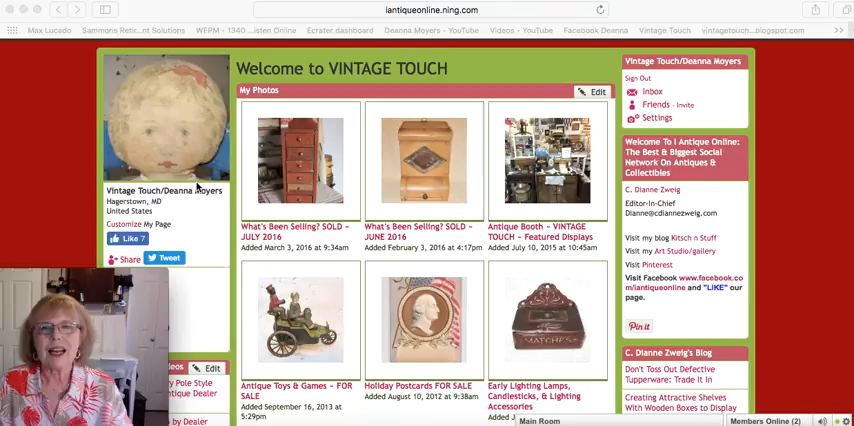 iantiqueonline.ning.com
Max Lucedo
Sammons Retire...nt Solutions
WEPM - 1340 ...isten Online
Ecrater.dashboard
Deanna.Moyers - YouTube
Videos - YouTube
Facebook Deanna
Vintage Touch
vintagetouch...blogspot.com
Welcome to VINTAGE TOUCH
My Photos
Edit
Vintage Touch/Deanna Moyers
Hagerstown, MD
United States
Customize My Page
Like 7
Share
Tweet
What's Been Selling? SOLD ~
JULY 2016
Added March 3, 2016 at 9:34am
What's Been Selling? SOLD ~
JUNE 2016
Added February 3, 2016 at 4:17pm
Antique Booth ~ VINTAGE
TOUCH ~ Featured Displays
Added July 10, 2015 at 10:45am
MATCHES
Antique Toys & Games ~ FOR
SALE
Added September 16, 2013 at
5:29pm
Holiday Postcards FOR SALE
Added August 10, 2012 at 9:38am
Early Lighting Lamps,
Candlesticks, & Lighting
Accessories
Added J
eos
Edit
y Pole Style
tique Dealer
s by Dealer
Vintage Touch/Deanna Moyers
Sign Out
Inbox
Friends - Invite
Settings
Welcome To I Antique Online:
The Best & Biggest Social
Network On Antiques &
Collectibles
C. Dianne Zweig
Editor-in-Chief
Dianne@cdiannezweig.com
Visit my blog Kitsch n Stuff
Visit my Art Studio/gallery
Visit Pinterest
Visit Facebook www.facebook.co
m/iantiqueonline and "LIKE" our
page.
Pin it
C. Dianne Zweig's Blog
Don't Toss Out Defective
Tupperware: Trade It In
Creating Attractive Shelves
With Wooden Boxes to Display
Main Room
Members Online (2)